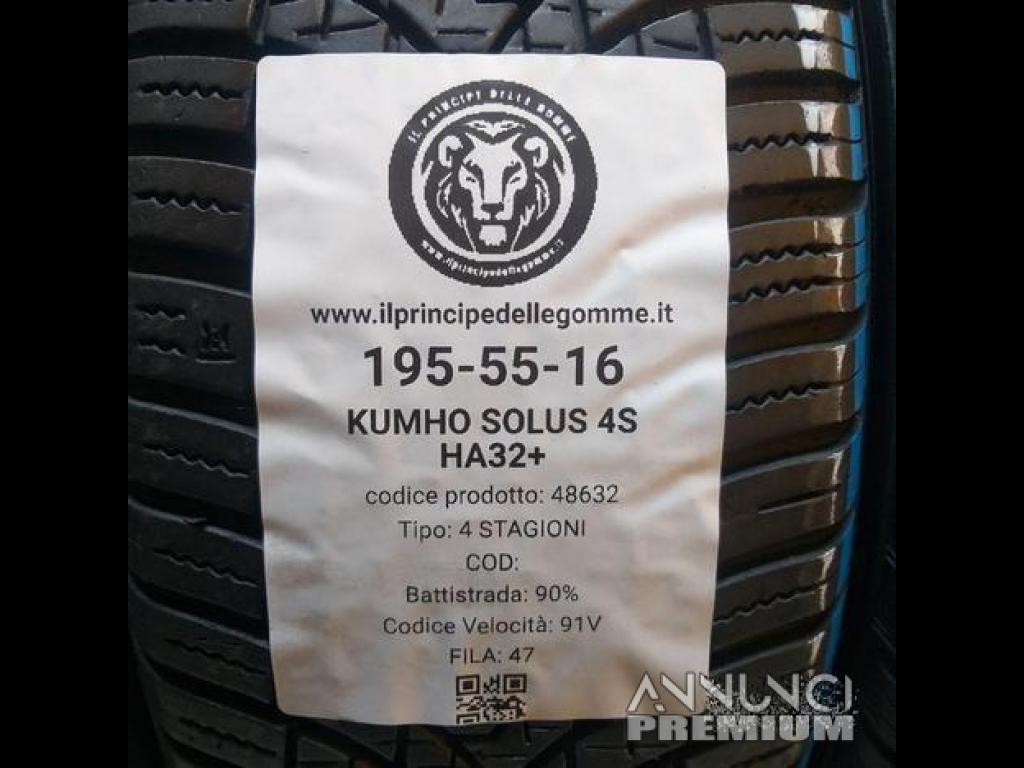 IL PRINCIPE DELLE GOMME
www.ilprincipedellegomme.it
www.ilprincipedellegomme.it
195-55-16
KUMHO SOLUS 4S
HA32+
codice prodotto: 48632
Tipo: 4 STAGIONI
COD:
Battistrada: 90%
Codice Velocità: 91V
FILA: 47
ANNUNCI
PREMIUM